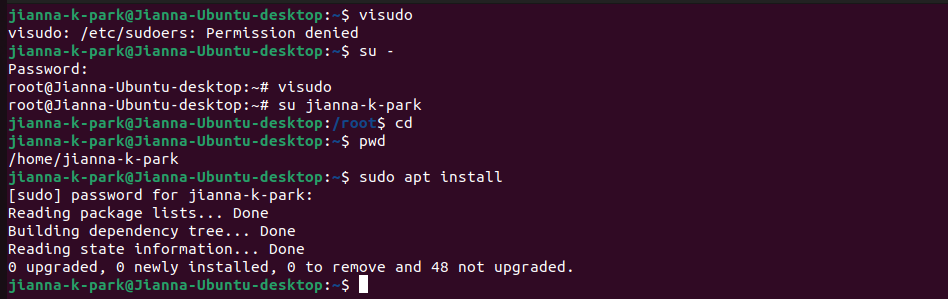 jianna-k-park@Jianna-Ubuntu-desktop:~$ visudo
visudo: /etc/sudoers: Permission denied
jianna-k-park@Jianna-Ubuntu-desktop:~$ su -
Password:
root@Jianna-Ubuntu-desktop:~# visudo
root@Jianna-Ubuntu-desktop:~# su jianna-k-park
jianna-k-park@Jianna-Ubuntu-desktop:/root$ cd
jianna-k-park@Jianna-Ubuntu-desktop:~$ pwd
/home/jianna-k-park
jianna-k-park@Jianna-Ubuntu-desktop:~$ sudo apt install
[sudo] password for jianna-k-park:
Reading package lists... Done
Building dependency tree... Done
Reading state information... Done
0 upgraded, 0 newly installed, 0 to remove and 48 not upgraded.
jianna-k-park@Jianna-Ubuntu-desktop:~$